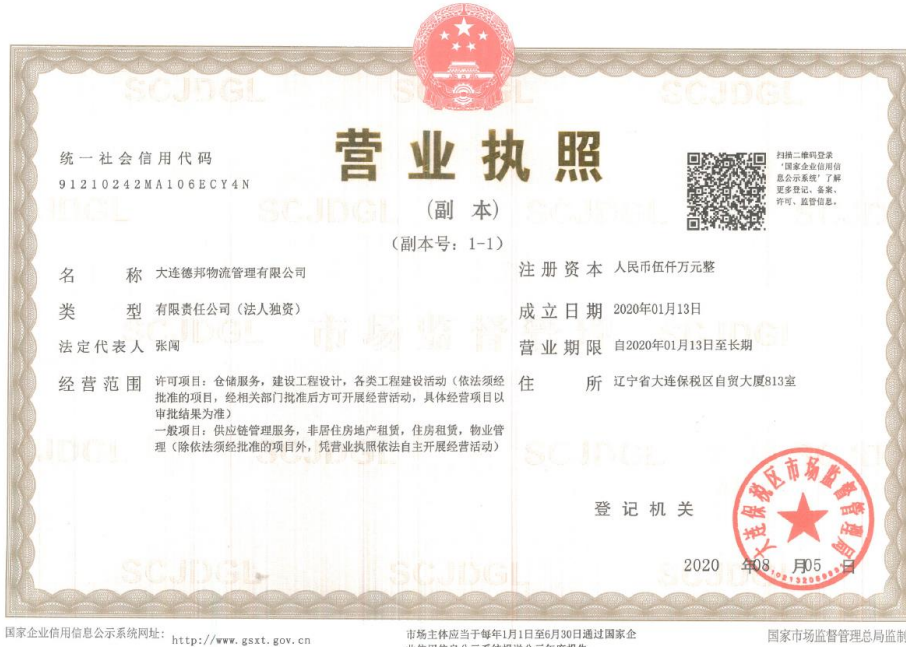 营业执照
(副 本)
(副本号：1-1)
统一社会信用代码
91210242MA106ECY4N
扫描二维码登录
‘国家企业信用信
息公示系统’了解
更多登记、备案、
许可、监管信息。
名 称 大连德邦物流管理有限公司
类 型 有限责任公司（法人独资）
法定代表人 张闯
经营范围 许可项目：仓储服务，建设工程设计，各类工程建设活动（依法须经
批准的项目，经相关部门批准后方可开展经营活动，具体经营项目以
审批结果为准）
一般项目：供应链管理服务，非居住房地产租赁，住房租赁，物业管
理（除依法须经批准的项目外，凭营业执照依法自主开展经营活动）
注册资本 人民币伍仟万元整
成立日期 2020年01月13日
营业期限 自2020年01月13日至长期
住 所 辽宁省大连保税区自贸大厦813室
登记机关
大连保税区市场监督管理局
2020 年08 月05 日
国家企业信用信息公示系统网址：http://www.gsxt.gov.cn
市场主体应当于每年1月1日至6月30日通过国家企
国家市场监督管理总局监制
SCJDGL
市场监督管理